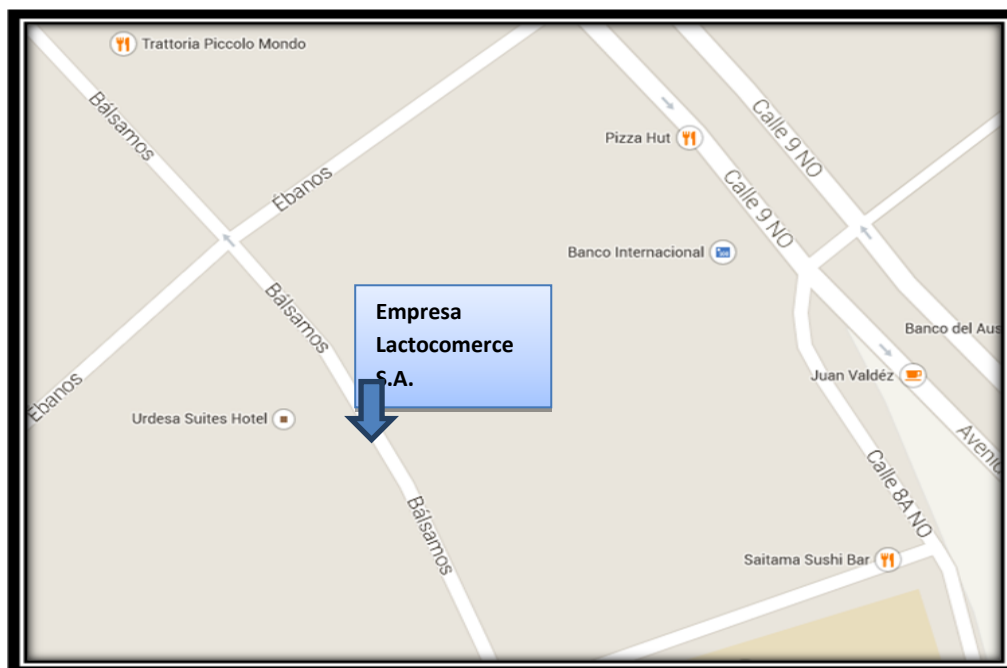 Trattoria Piccolo Mondo
Bálsamos
Calle 9 NO
Pizza Hut
Ébanos
Calle 9 NO
Banco Internacional
Bálsamos
Empresa
Lactocomerce
S.A.
Banco del Aus
Juan Valdéz
Ébanos
Urdesa Suites Hotel
Avenid
Calle 8A NO
Bálsamos
Saitama Sushi Bar